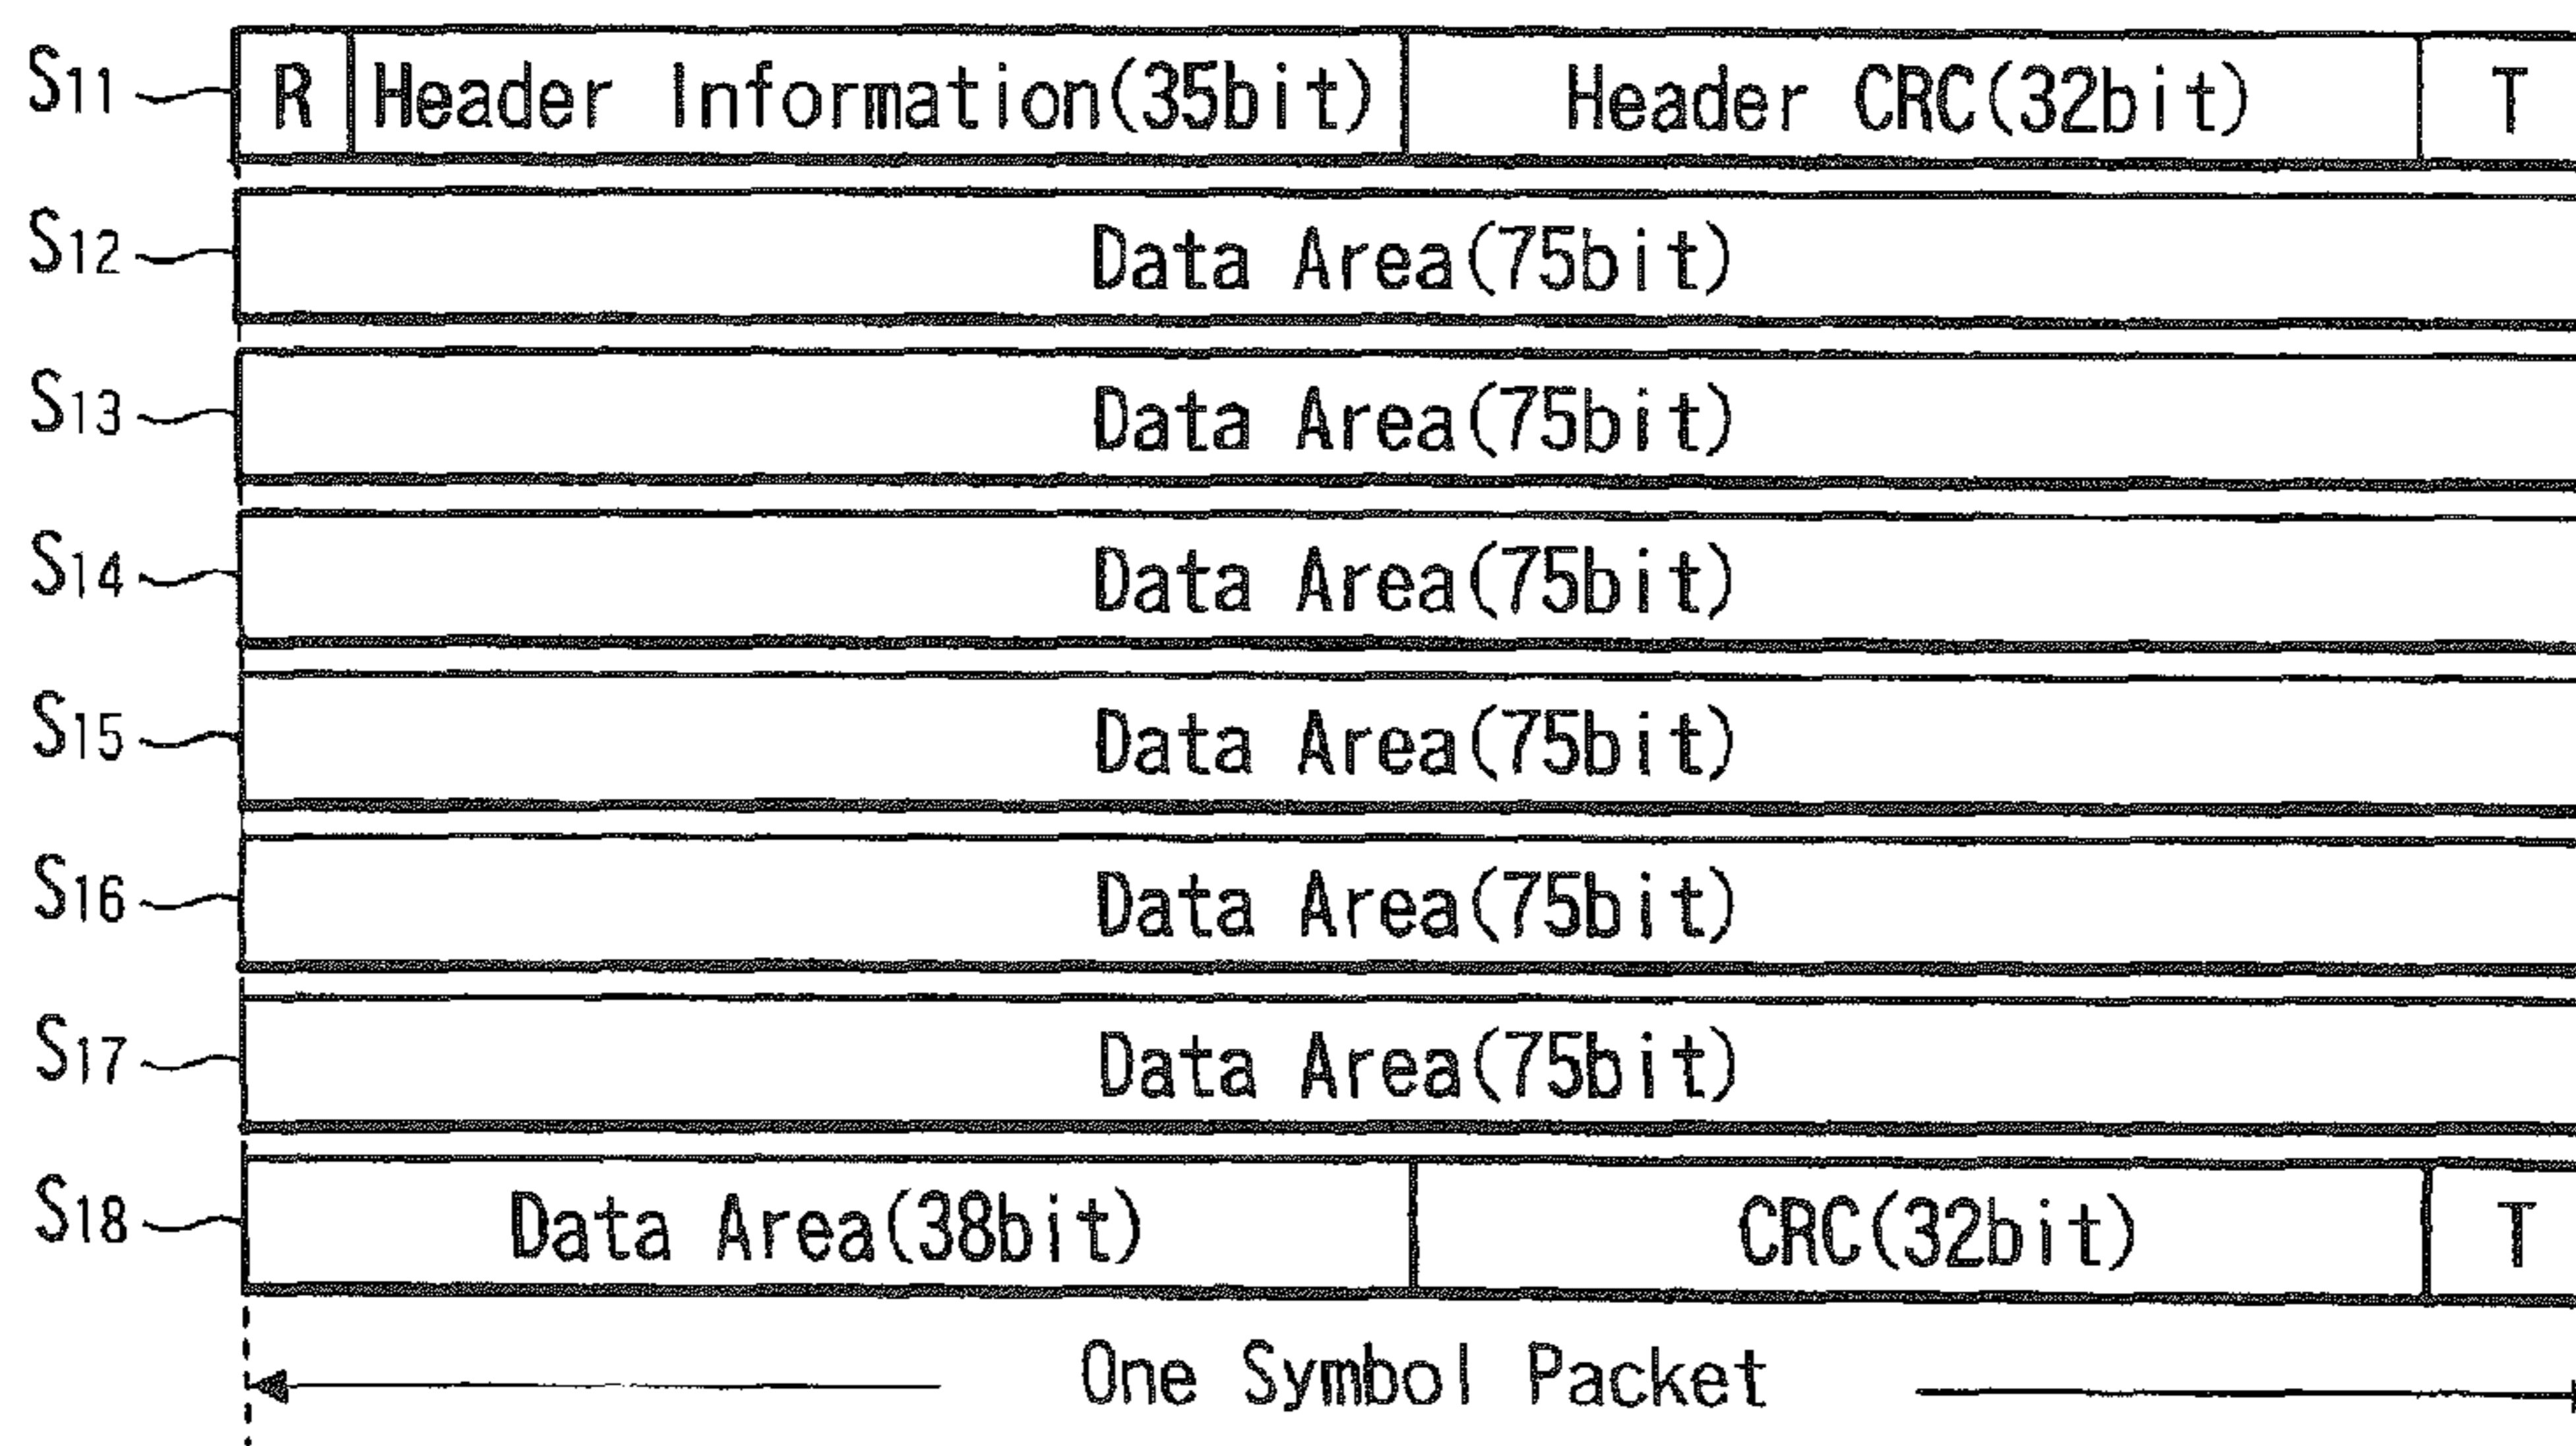 S11 R Header Information(35bit) Header CRC(32bit) T
S12 Data Area(75bit)
S13 Data Area(75bit)
S14 Data Area(75bit)
S15 Data Area(75bit)
S16 Data Area(75bit)
S17 Data Area(75bit)
S18 Data Area(38bit) CRC(32bit) T
One Symbol Packet